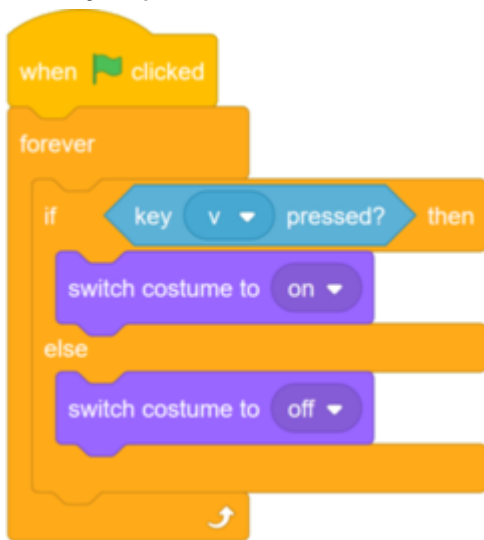 when clicked
forever
if key v pressed? then
switch costume to on
else
switch costume to off